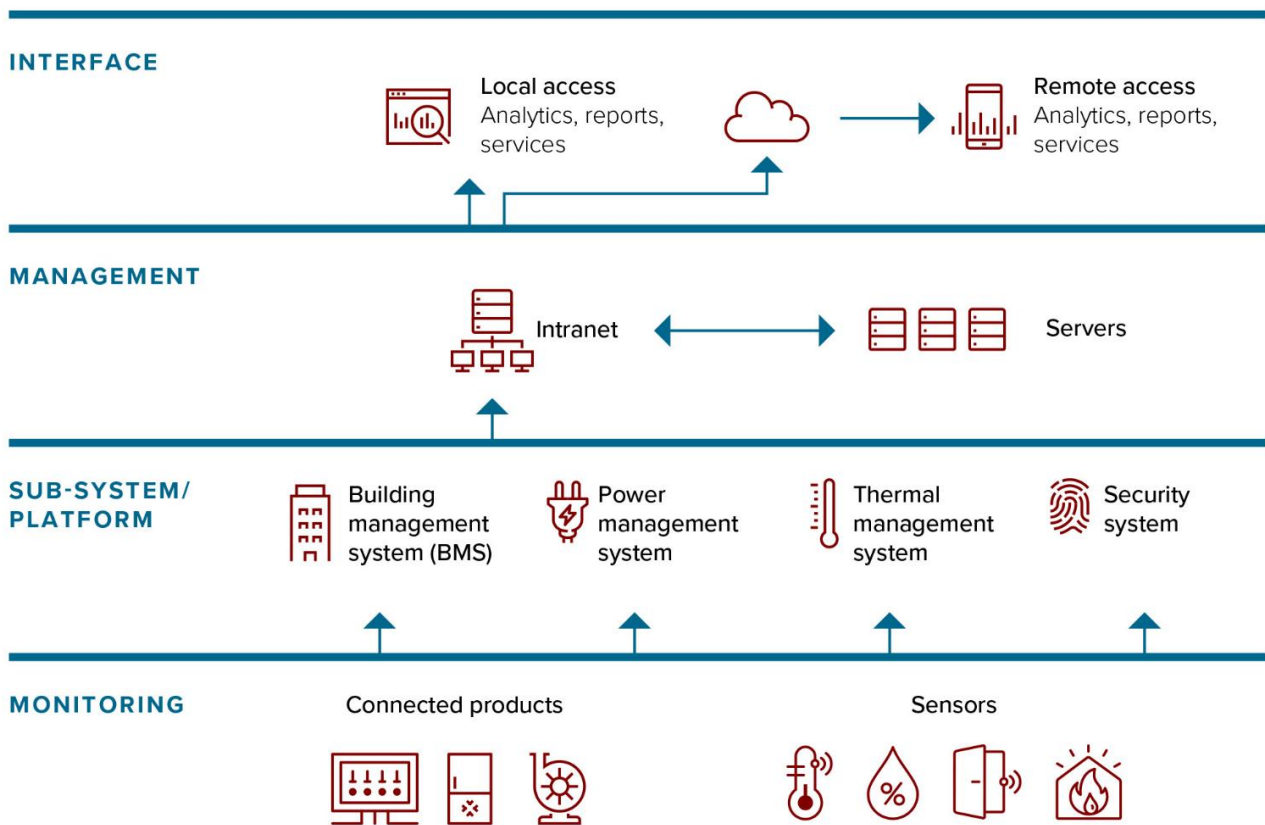 INTERFACE
Local access
Analytics, reports,
services
Remote access
Analytics, reports,
services
MANAGEMENT
Intranet
Servers
SUB-SYSTEM/
PLATFORM
Building
management
system (BMS)
Power
management
system
Thermal
management
system
Security
system
MONITORING
Connected products
Sensors
%